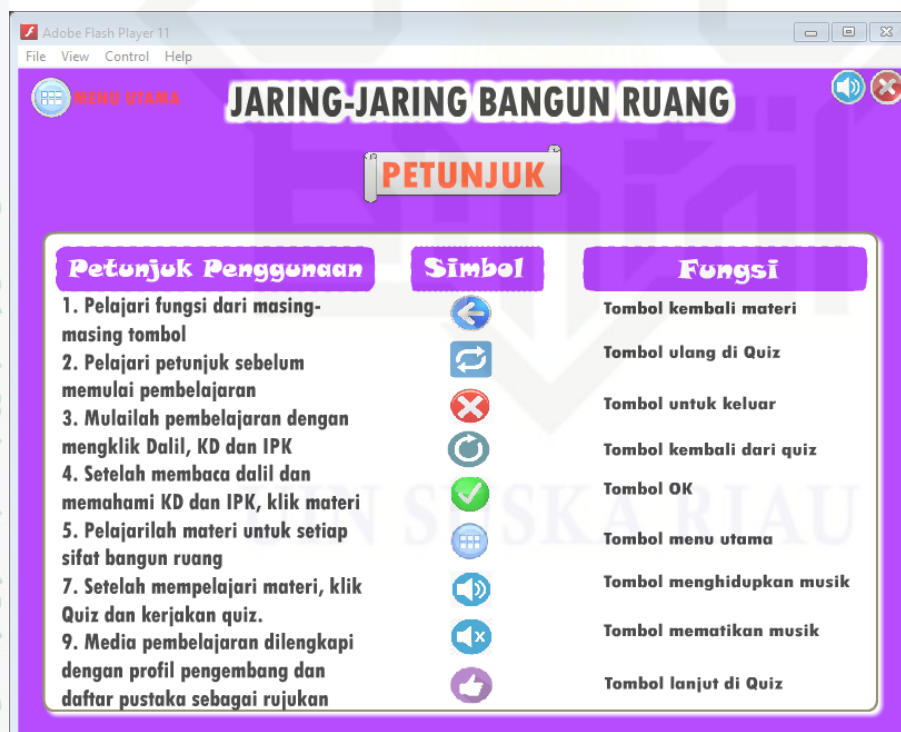 Adobe Flash Player 11
File View Control Help
MENU UTAMA
JARING-JARING BANGUN RUANG
PETUNJUK
Petunjuk Penggunaan
1. Pelajari fungsi dari masing-
masing tombol
2. Pelajari petunjuk sebelum
memulai pembelajaran
3. Mulailah pembelajaran dengan
mengklik Dalil, KD dan IPK
4. Setelah membaca dalil dan
memahami KD dan IPK, klik materi
5. Pelajarilah materi untuk setiap
sifat bangun ruang
7. Setelah mempelajari materi, klik
Quiz dan kerjakan quiz.
9. Media pembelajaran dilengkapi
dengan profil pengembang dan
daftar pustaka sebagai rujukan
Simbol
Fungsi
Tombol kembali materi
Tombol ulang di Quiz
Tombol untuk keluar
Tombol kembali dari quiz
Tombol OK
Tombol menu utama
Tombol menghidupkan musik
Tombol mematikan musik
Tombol lanjut di Quiz
UIN SUSKA RIAU